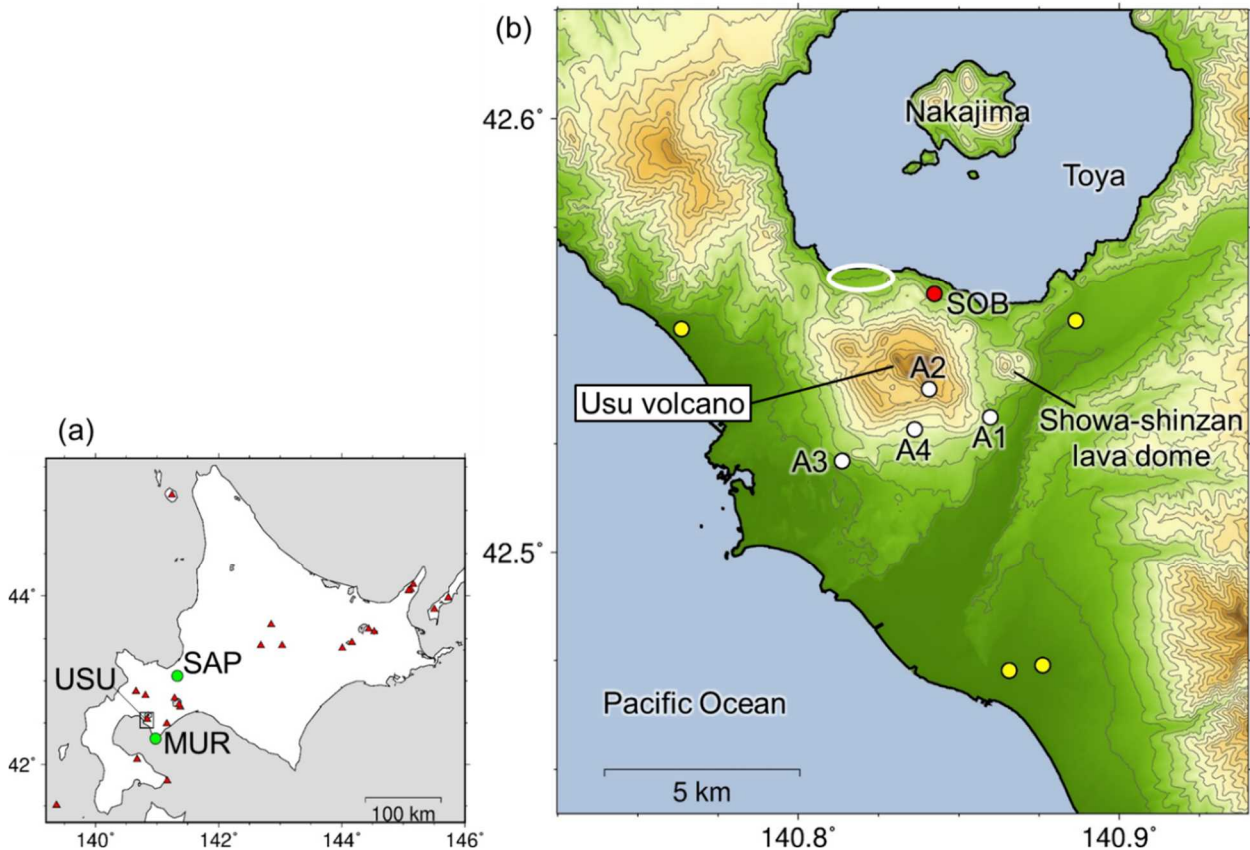 (b)
42.6°
Nakajima
Toya
SOB
A2
Usu volcano
A1
A4
A3
Showa-shinzan
lava dome
42.5°
Pacific Ocean
5 km
140.8°
140.9°
(a)
44°
SAP
USU
MUR
42°
100 km
140
142
144
146